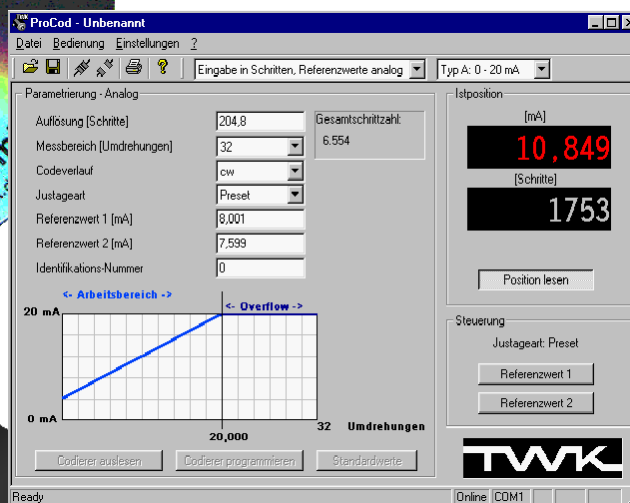 ProCod - Unbenannt
Datei Bedienung Einstellungen ?
Eingabe in Schritten, Referenzwerte analog Typ A: 0 - 20 mA
Parametrierung - Analog
Auflösung [Schritte] 204,8
Gesamtschrittzahl:
6.554
Messbereich [Umdrehungen] 32
Codeverlauf cw
Justageart Preset
Referenzwert 1 [mA] 8,001
Referenzwert 2 [mA] 7,599
Identifikations-Nummer 0
<- Arbeitsbereich ->
<- Overflow ->
20 mA
0 mA
20,000
32 Umdrehungen
Codierer auslesen Codierer programmieren Standardwerte
Istposition
[mA]
10,849
[Schritte]
1753
Position lesen
Steuerung
Justageart: Preset
Referenzwert 1
Referenzwert 2
TWK
Ready Online COM1